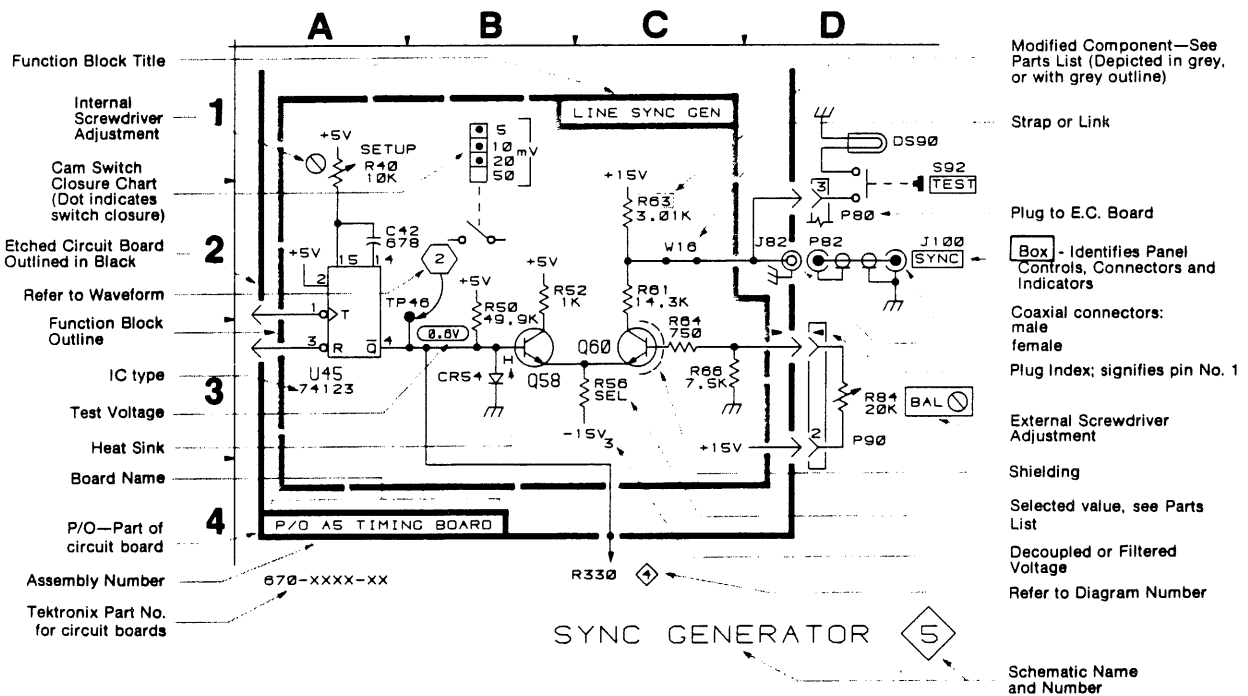 A B C D
Function Block Title
Internal
Screwdriver
Adjustment
Cam Switch
Closure Chart
(Dot indicates
switch closure)
Etched Circuit Board
Outlined in Black
Refer to Waveform
Function Block
Outline
IC type
Test Voltage
Heat Sink
Board Name
P/O—Part of
circuit board
Assembly Number
Tektronix Part No.
for circuit boards
1
2
3
4
LINE SYNC GEN
+5V
SETUP
R40
10K
5
10
20
50
mV
C42
678
+5V
15 14
2
1
T
3
R
Q 4
U45
74123
2
TP46
0.6V
+5V
R50
49.9K
CR54
H
+5V
R52
1K
Q58
Q60
R56
SEL
-15V3
+15V
R63
3.01K
W16
R61
14.3K
R64
750
R66
7.5K
+15V
DS90
S92
TEST
3
P80
J82 P82
J100
SYNC
R84
20K
BAL
2
P90
P/O A5 TIMING BOARD
670-XXXX-XX
R330 4
SYNC GENERATOR 5
Modified Component—See
Parts List (Depicted in grey,
or with grey outline)
Strap or Link
Plug to E.C. Board
Box - Identifies Panel
Controls, Connectors and
Indicators
Coaxial connectors:
male
female
Plug Index; signifies pin No. 1
External Screwdriver
Adjustment
Shielding
Selected value, see Parts
List
Decoupled or Filtered
Voltage
Refer to Diagram Number
Schematic Name
and Number